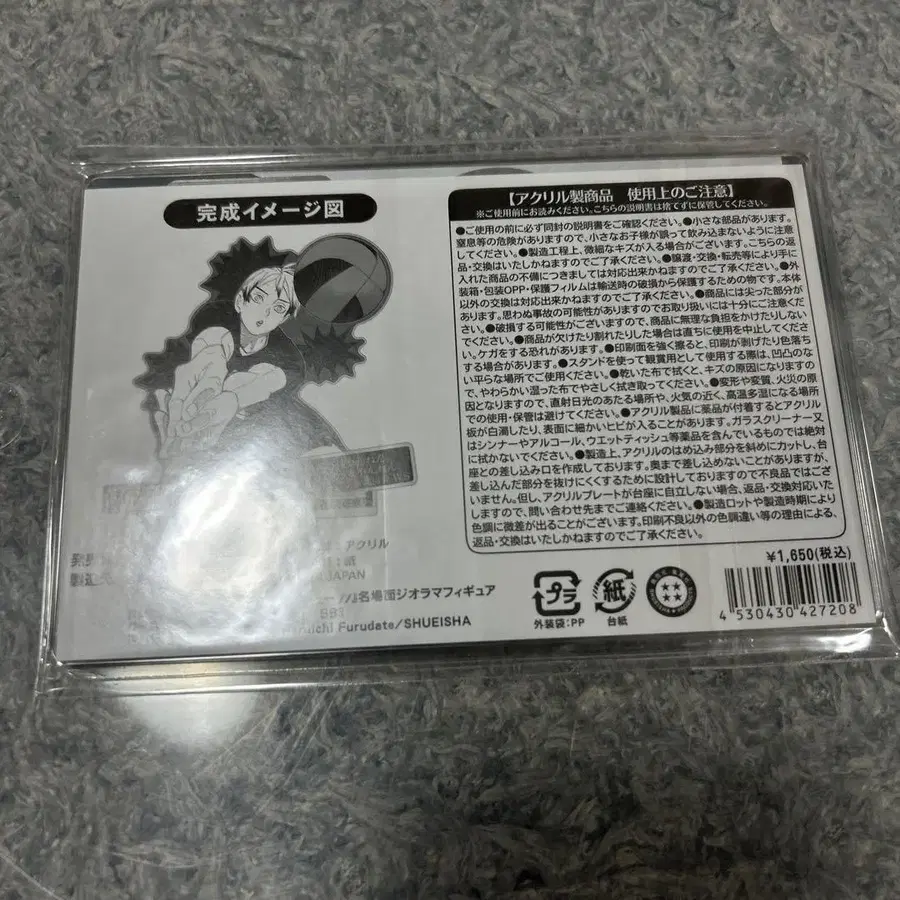 完成イメージ図
【アクリル製商品 使用上のご注意】
※ご使用前にお読みください。こちらの説明書は捨てずに保管してください。
●ご使用の前に必ず同封の説明書をご確認ください。●小さな部品があります。
窒息等の危険がありますので、小さなお子様が誤って飲み込まないように注意
してください。●製造工程上、微細なキズが入る場合がございます。こちらの返
品・交換はいたしかねますのでご了承ください。●譲渡・交換・転売等により手に
入れた商品の不備につきましては対応出来かねますのでご了承ください。●外
装箱・包装OPP・保護フィルムは輸送時の破損から保護するための物です。本体
以外の交換は対応出来かねますのでご了承ください。●商品には尖った部分が
あります。思わぬ事故の可能性がありますのでお取り扱いには十分にご注意くださ
い。●破損する可能性がございますので、商品に無理な負担をかけたりしない
でください。●商品が欠けたり割れたりした場合は直ちに使用を中止してくださ
い。ケガをする恐れがあります。●印刷面を強く擦ると、印刷が剥げたり色落ち
する場合があります。●スタンドを使って観賞用として使用する際は、凹凸のな
い平らな場所でご使用ください。●乾いた布で拭くと、キズの原因になりますの
で、やわらかい湿った布でやさしく拭き取ってください。●変形や変質、火災の原
因となりますので、直射日光のあたる場所や、火気の近く、高温多湿になる場所
での使用・保管は避けてください。●アクリル製品に薬品が付着するとアクリル
板が白濁したり、表面に細かいヒビが入ることがあります。ガラスクリーナー又
はシンナーやアルコール、ウエットティッシュ等薬品を含んでいるものでは絶対
に拭かないでください。●製造上、アクリルのはめ込み部分を斜めにカットし、台
座との差し込み口を作成しております。奥まで差し込めないことがありますが、
差し込んだ部分を抜けにくくするために設計しておりますので不良品ではござ
いません。但し、アクリルプレートが台座に自立しない場合、返品・交換対応いた
しますので、問い合わせ先までご連絡ください。●製造ロットや製造時期により
色調に微差が出ることがございます。印刷不良以外の色調違い等の理由による、
返品・交換はいたしかねますのでご了承ください。
:アクリル
:紙
JAPAN
名場面ジオラマフィギュア
Furudate/SHUEISHA
¥1,650(税込)
プラ
外装袋:PP
紙
台紙
4 530430 427208